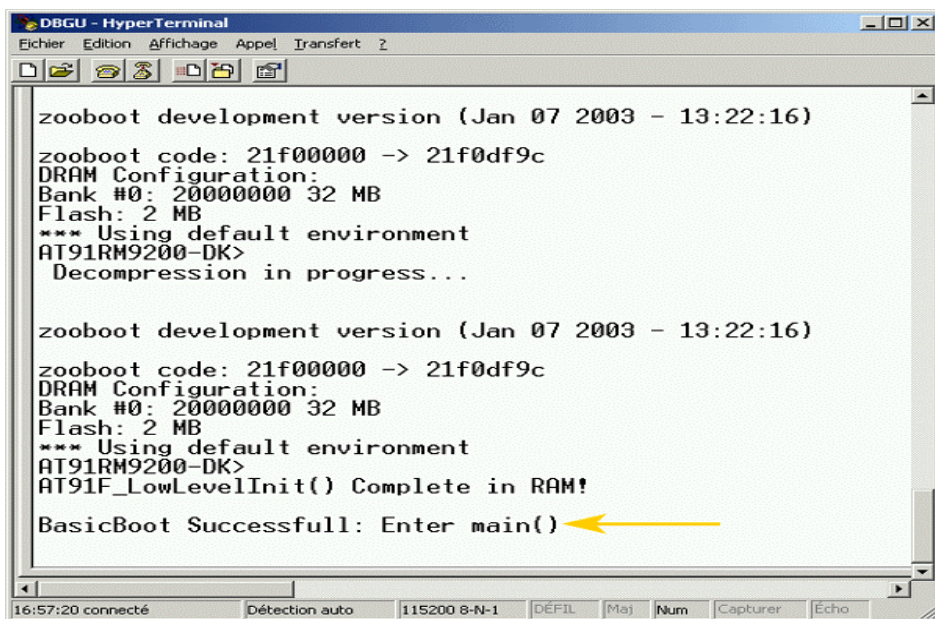 DBGU - HyperTerminal
Fichier Edition Affichage Appel Transfert ?
zooboot development version (Jan 07 2003 - 13:22:16)
zooboot code: 21f00000 -> 21f0df9c
DRAM Configuration:
Bank #0: 20000000 32 MB
Flash: 2 MB
*** Using default environment
AT91RM9200-DK>
Decompression in progress...
zooboot development version (Jan 07 2003 - 13:22:16)
zooboot code: 21f00000 -> 21f0df9c
DRAM Configuration:
Bank #0: 20000000 32 MB
Flash: 2 MB
*** Using default environment
AT91RM9200-DK>
AT91F_LowLevelInit() Complete in RAM!
BasicBoot Successfull: Enter main()
16:57:20 connecté Détection auto 115200 8-N-1 DÉFIL Maj Num Capturer Écho